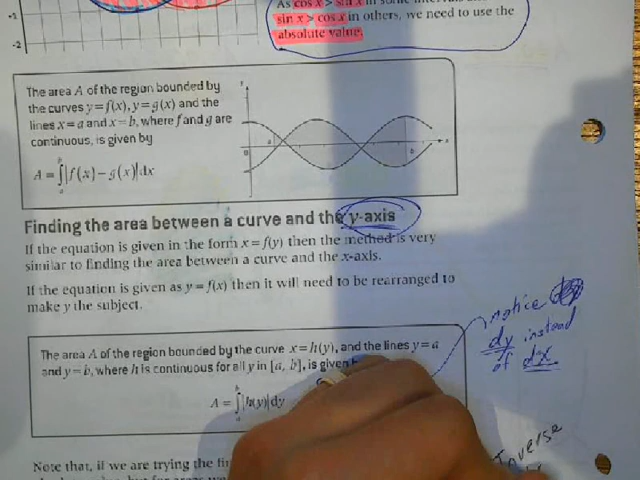 -1
-2
As cos x > sin x in some intervals and
sin x > cos x in others, we need to use the
absolute value.
The area A of the region bounded by
the curves y=f(x), y=g(x) and the
lines x=a and x=b, where f and g are
continuous, is given by
A = ∫|f(x) − g(x)|dx
Finding the area between a curve and the y-axis
If the equation is given in the form x = f(y) then the method is very
similar to finding the area between a curve and the x-axis.
If the equation is given as y = f(x) then it will need to be rearranged to
make y the subject.
The area A of the region bounded by the curve x = h(y), and the lines y = a
and y = b, where h is continuous for all y in [a, b], is given
A = ∫|h(y)|dy
notice
dy instead
of dx
Inverse
Note that, if we are trying the